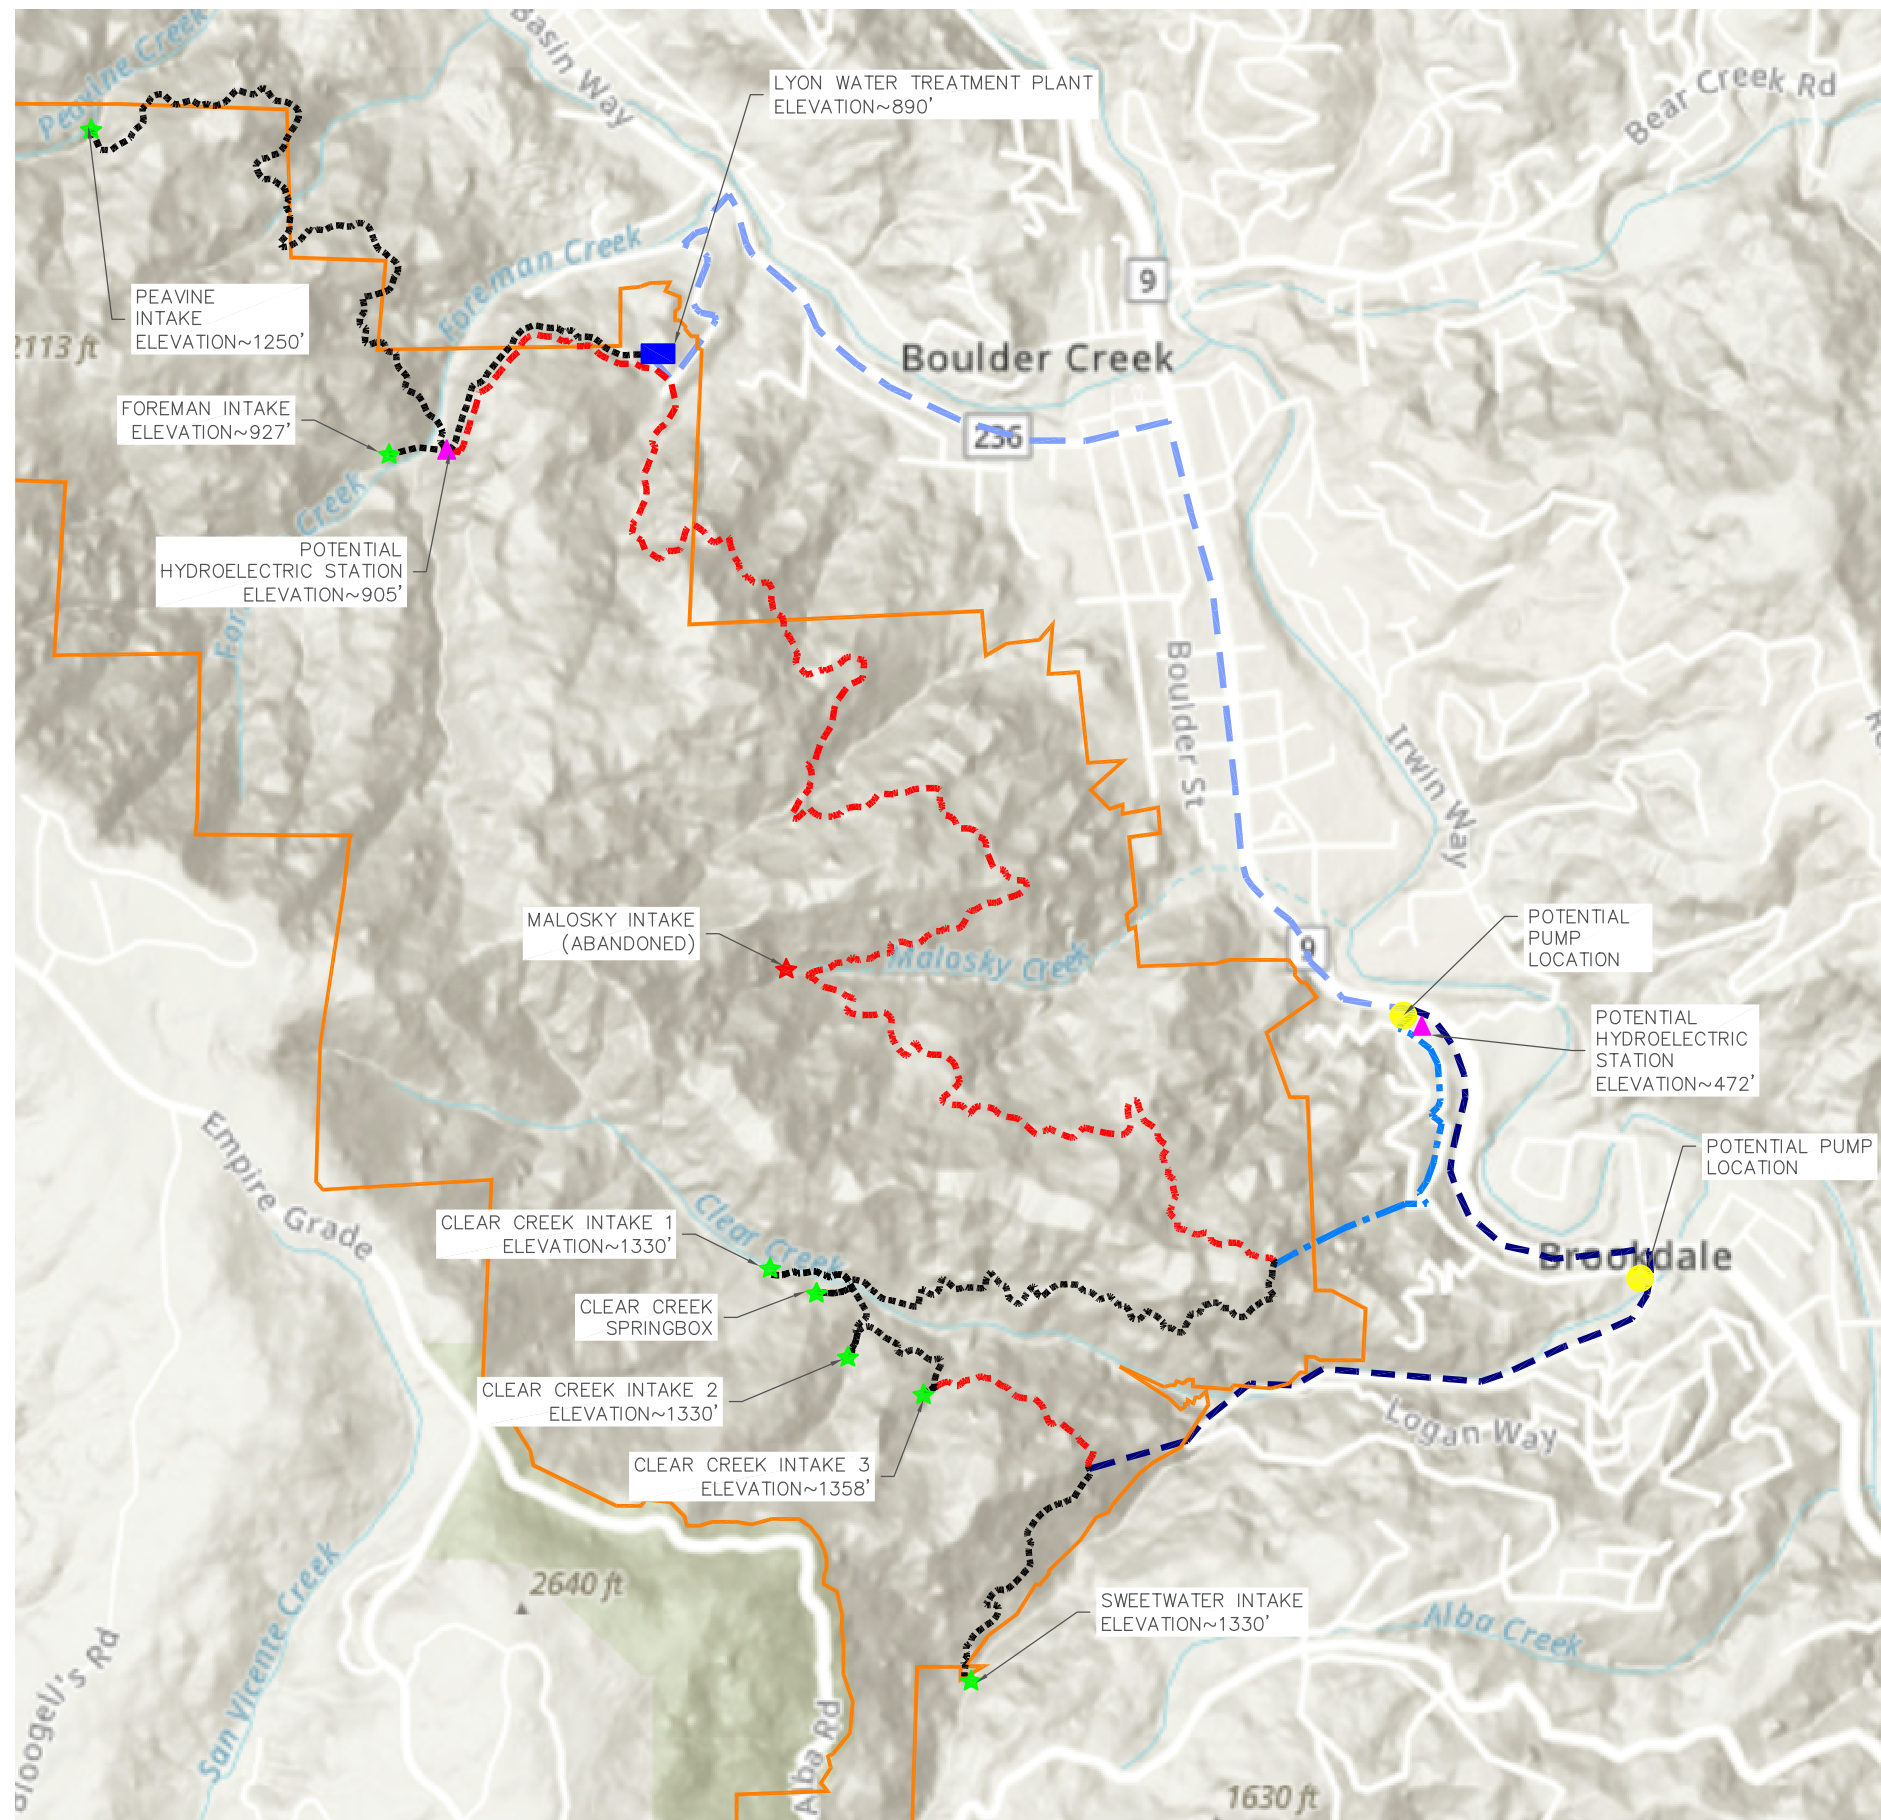 Peavine Creek
Basin Way
LYON WATER TREATMENT PLANT
ELEVATION~890'
Bear Creek Rd
Foreman Creek
9
PEAVINE
INTAKE
ELEVATION~1250'
2113 ft
Boulder Creek
FOREMAN INTAKE
ELEVATION~927'
236
Creek
POTENTIAL
HYDROELECTRIC STATION
ELEVATION~905'
For
Boulder St
Irwin Way
MALOSKY INTAKE
(ABANDONED)
Malosky Creek
9
POTENTIAL
PUMP
LOCATION
POTENTIAL
HYDROELECTRIC
STATION
ELEVATION~472'
Empire Grade
POTENTIAL PUMP
LOCATION
Clear Creek
CLEAR CREEK INTAKE 1
ELEVATION~1330'
Brookdale
CLEAR CREEK
SPRINGBOX
CLEAR CREEK INTAKE 2
ELEVATION~1330'
Logan Way
CLEAR CREEK INTAKE 3
ELEVATION~1358'
2640 ft
SWEETWATER INTAKE
ELEVATION~1330'
Alba Creek
San Vicente Creek
Rd
Alba Rd
1630 ft